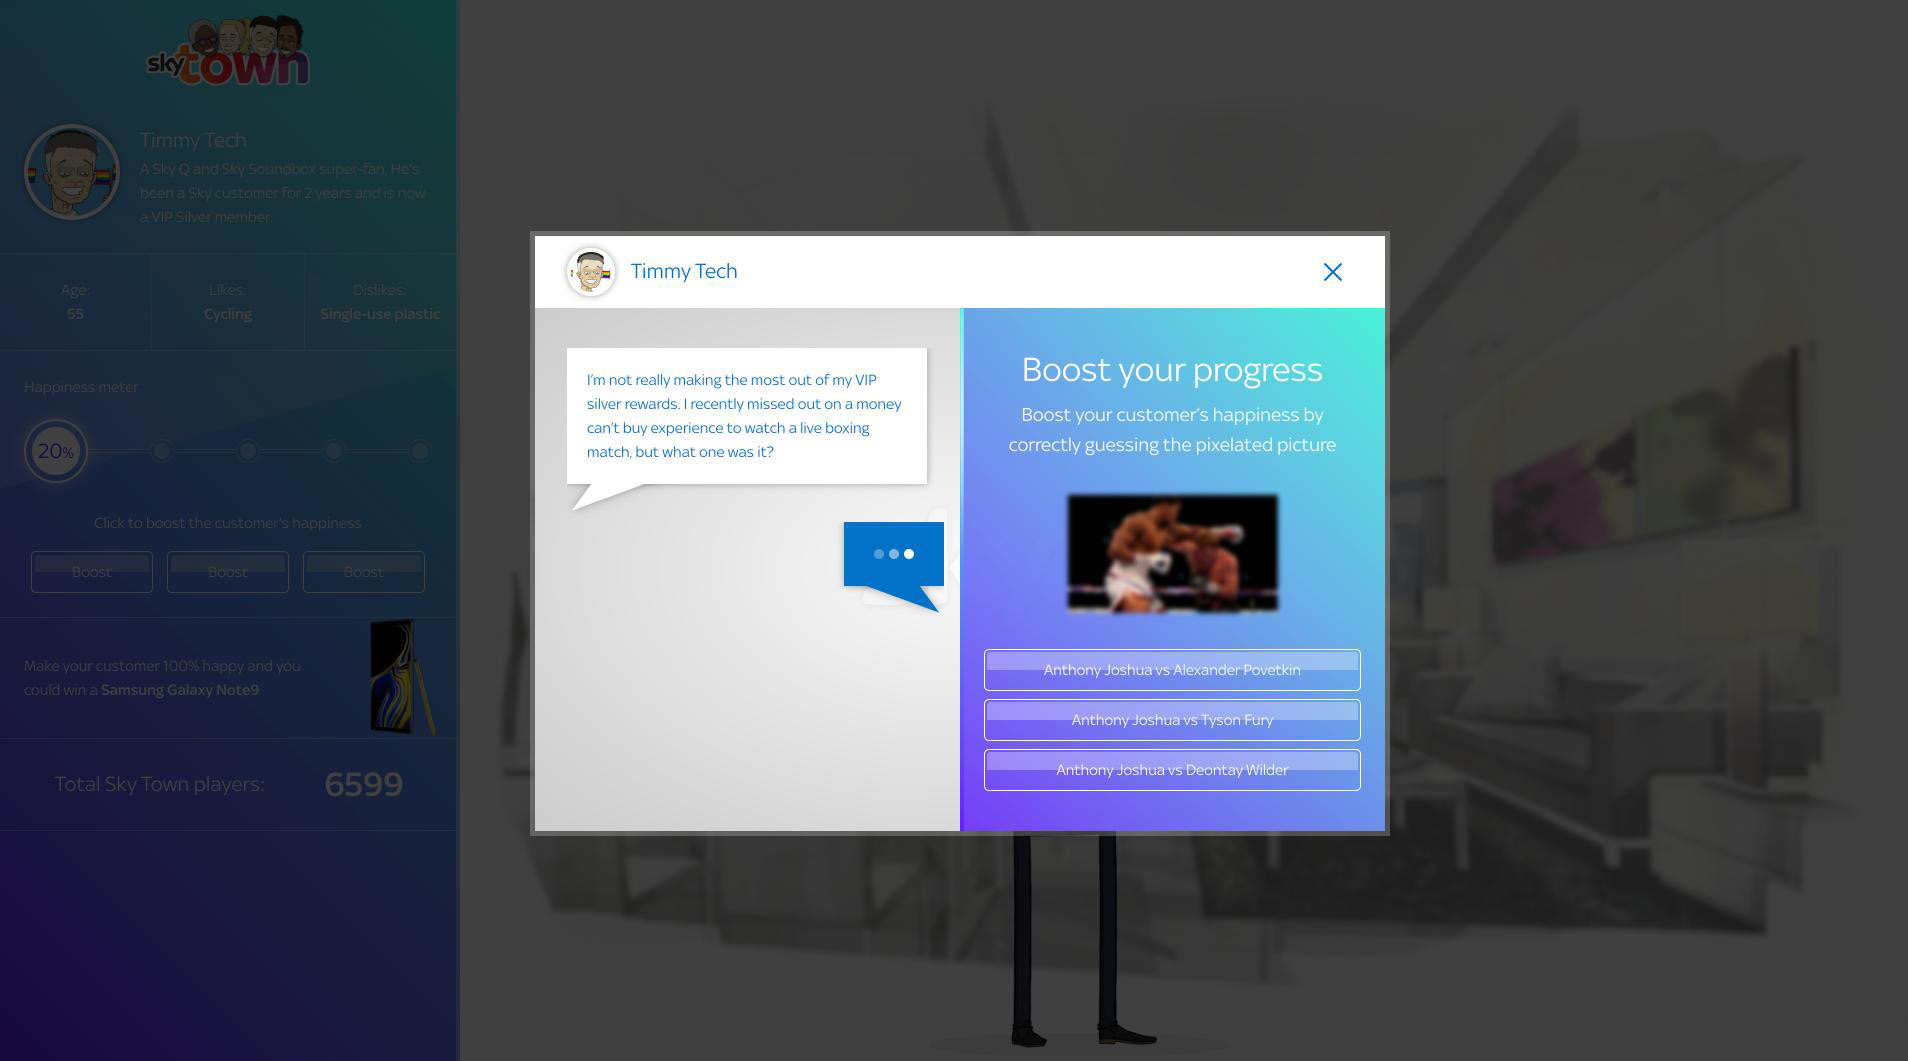 sky town
Timmy Tech
A Sky Q and Sky Soundbox super-fan. He's
been a Sky customer for 2 years and is now
a VIP Silver member.
Age:
55
Likes:
Cycling
Dislikes:
Single-use plastic
Happiness meter
20%
Click to boost the customer's happiness
Boost
Boost
Boost
Make your customer 100% happy and you
could win a Samsung Galaxy Note9
Total Sky Town players:
6599
Timmy Tech
I'm not really making the most out of my VIP
silver rewards. I recently missed out on a money
can't buy experience to watch a live boxing
match, but what one was it?
Boost your progress
Boost your customer's happiness by
correctly guessing the pixelated picture
Anthony Joshua vs Alexander Povetkin
Anthony Joshua vs Tyson Fury
Anthony Joshua vs Deontay Wilder